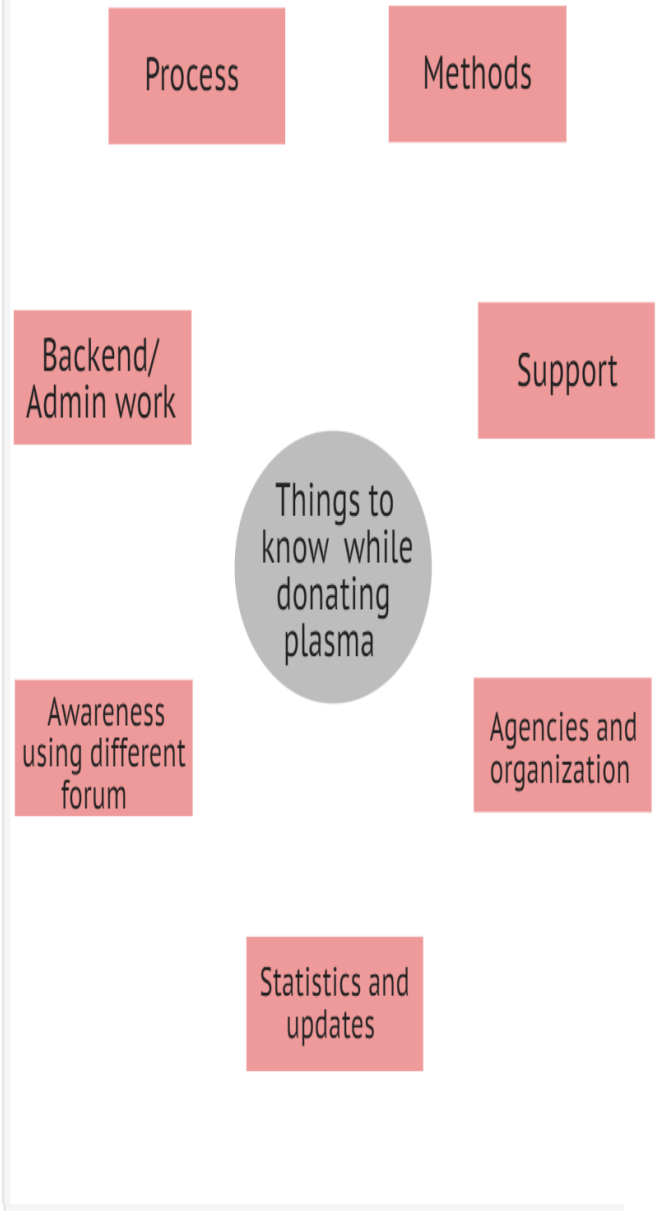 Process
Methods
Backend/
Admin work
Support
Things to
know while
donating
plasma
Awareness
using different
forum
Agencies and
organization
Statistics and
updates